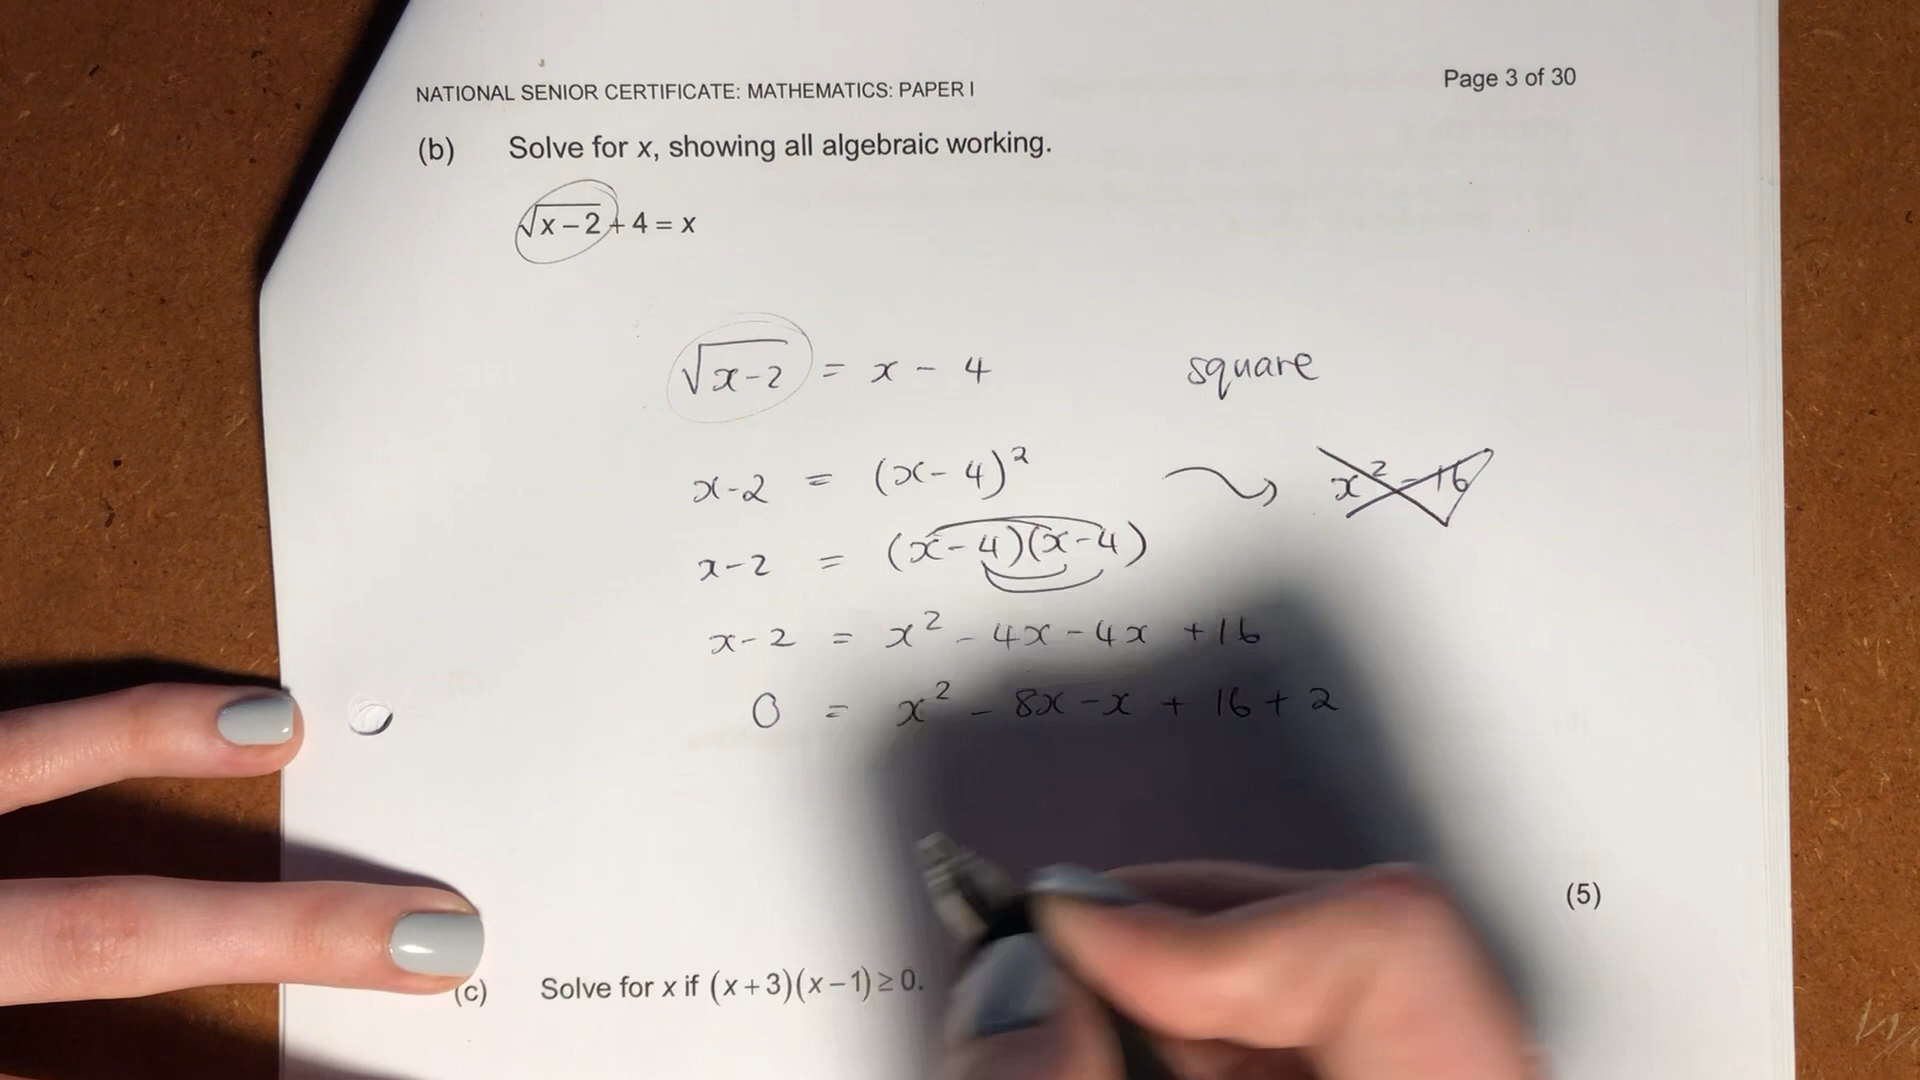 NATIONAL SENIOR CERTIFICATE: MATHEMATICS: PAPER I
Page 3 of 30
(b) Solve for x, showing all algebraic working.
√x−2 + 4 = x
√x-2 = x - 4 square
x-2 = (x-4)² x² - 16
x-2 = (x-4)(x-4)
x-2 = x² - 4x - 4x + 16
0 = x² - 8x - x + 16 + 2
(5)
(c) Solve for x if (x+3)(x−1) ≥ 0.